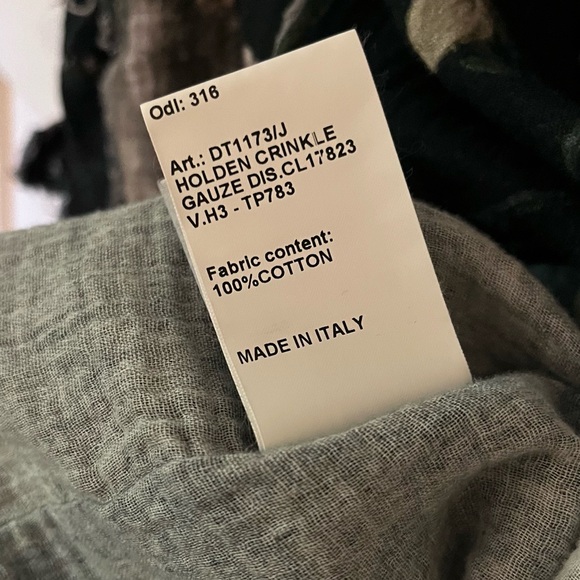 Odl: 316
Art.: DT1173/J
HOLDEN CRINKLE
GAUZE DIS.CL17823
V.H3 - TP783
Fabric content:
100%COTTON
MADE IN ITALY